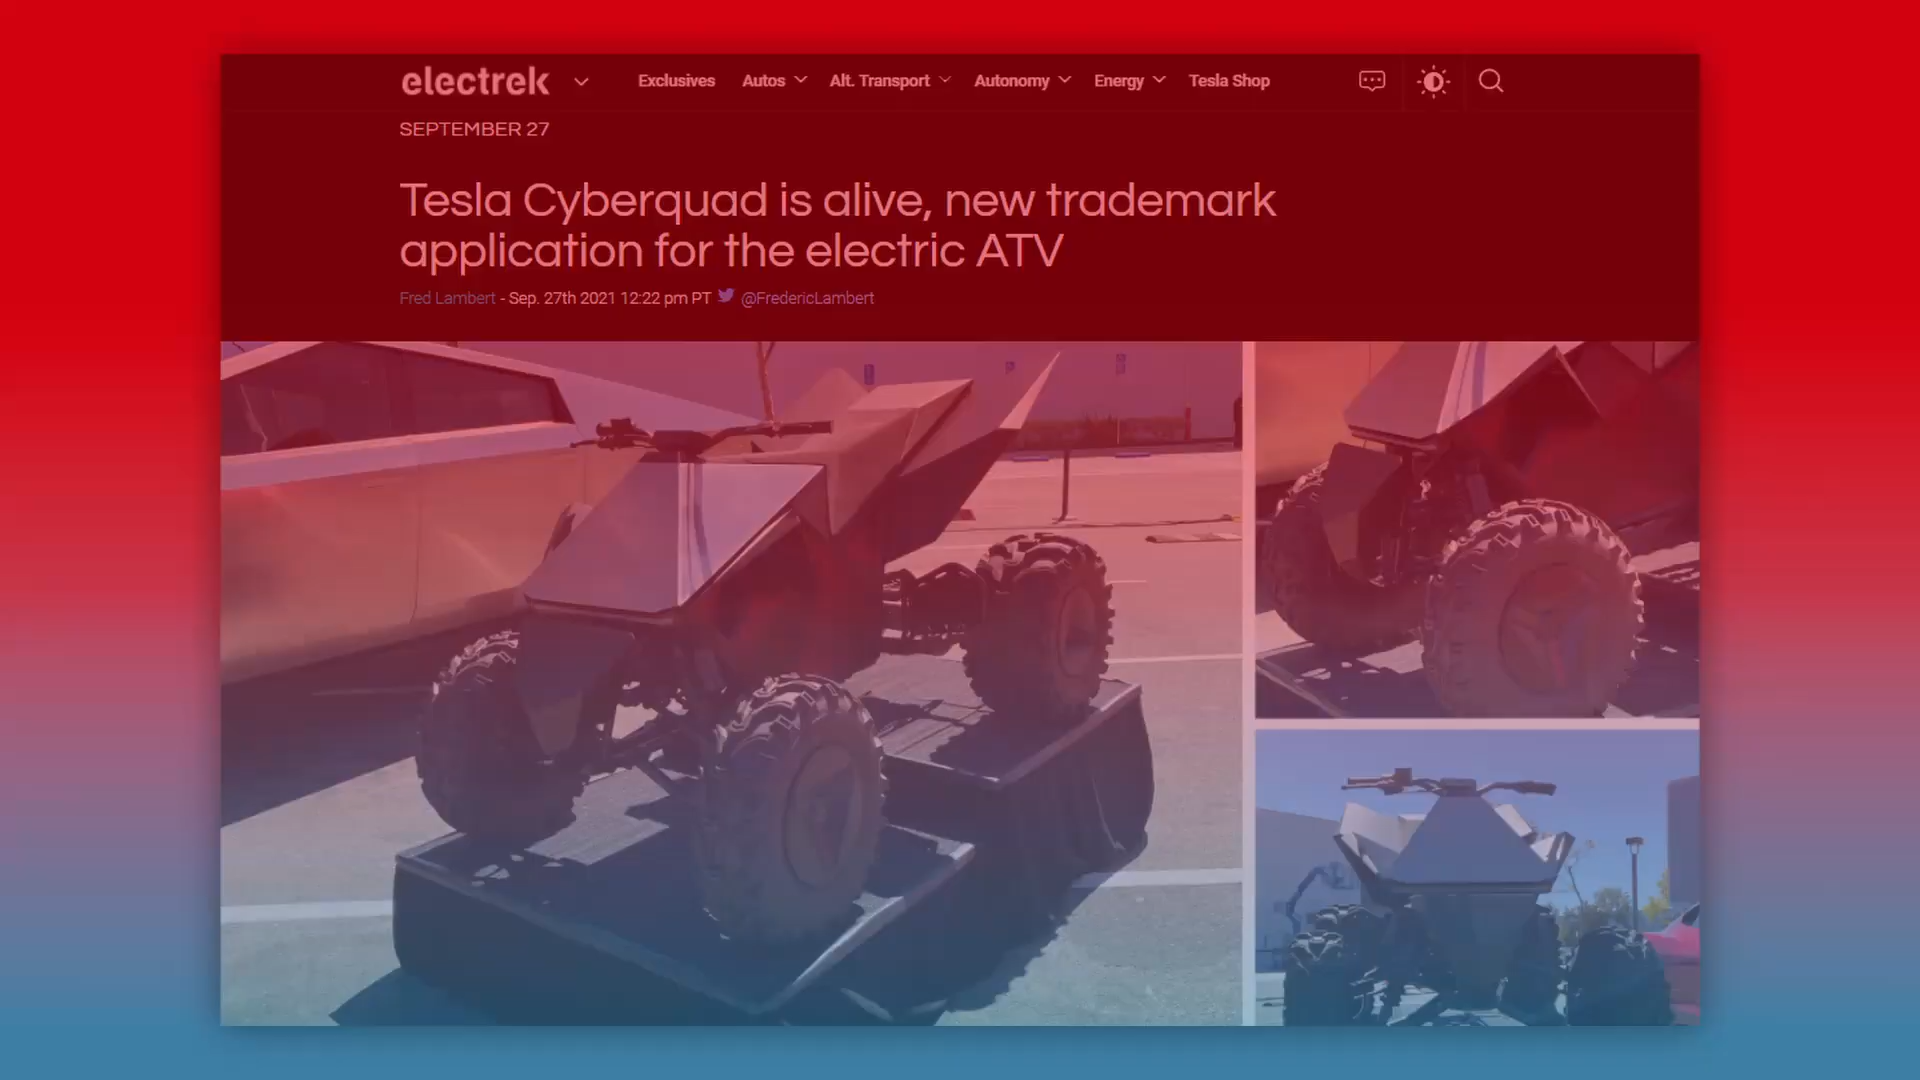 electrek Exclusives Autos Alt. Transport Autonomy Energy Tesla Shop
SEPTEMBER 27
Tesla Cyberquad is alive, new trademark
application for the electric ATV
Fred Lambert - Sep. 27th 2021 12:22 pm PT @FredericLambert